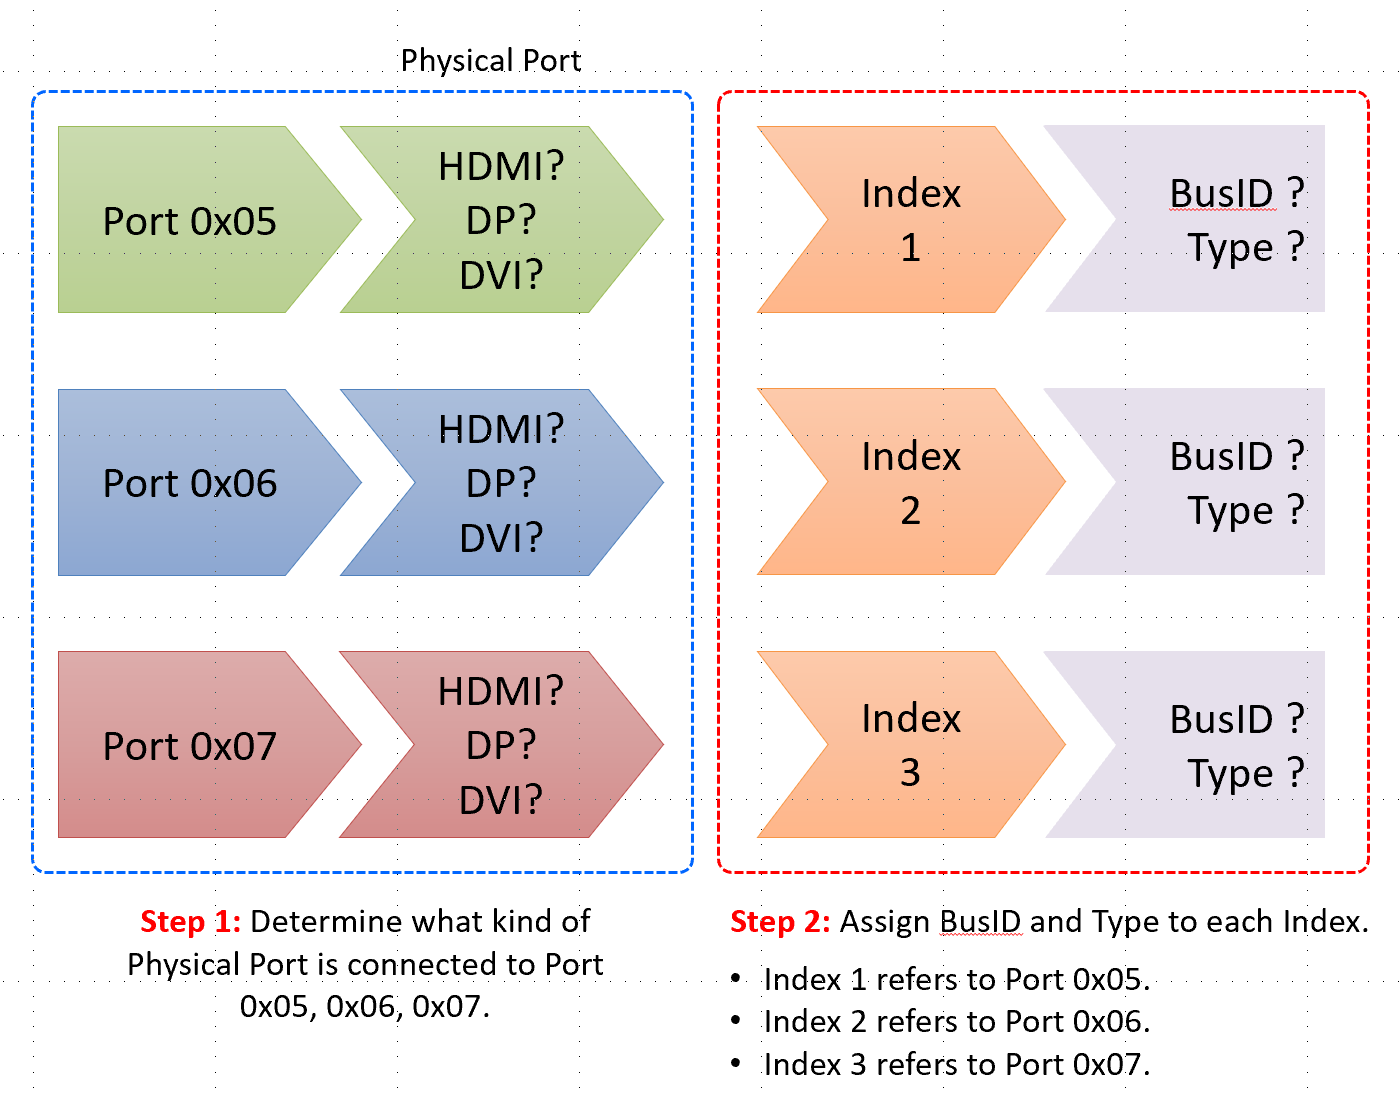 Physical Port
Port 0x05
HDMI?
DP?
DVI?
Index
1
BusID ?
Type ?
Port 0x06
HDMI?
DP?
DVI?
Index
2
BusID ?
Type ?
Port 0x07
HDMI?
DP?
DVI?
Index
3
BusID ?
Type ?
Step 1: Determine what kind of
Physical Port is connected to Port
0x05, 0x06, 0x07.
Step 2: Assign BusID and Type to each Index.
• Index 1 refers to Port 0x05.
• Index 2 refers to Port 0x06.
• Index 3 refers to Port 0x07.